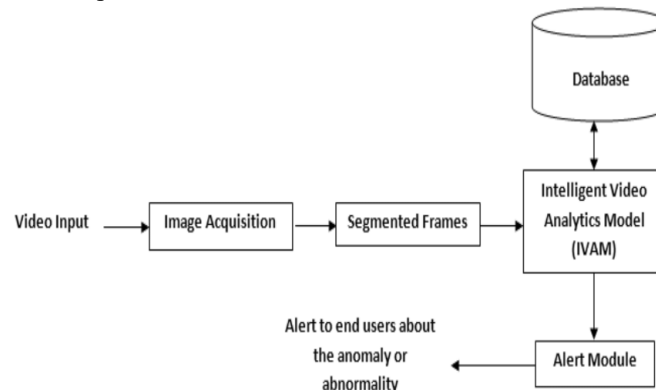 Database
Video Input
Image Acquisition
Segmented Frames
Intelligent Video
Analytics Model
(IVAM)
Alert to end users about
the anomaly or
abnormality
Alert Module